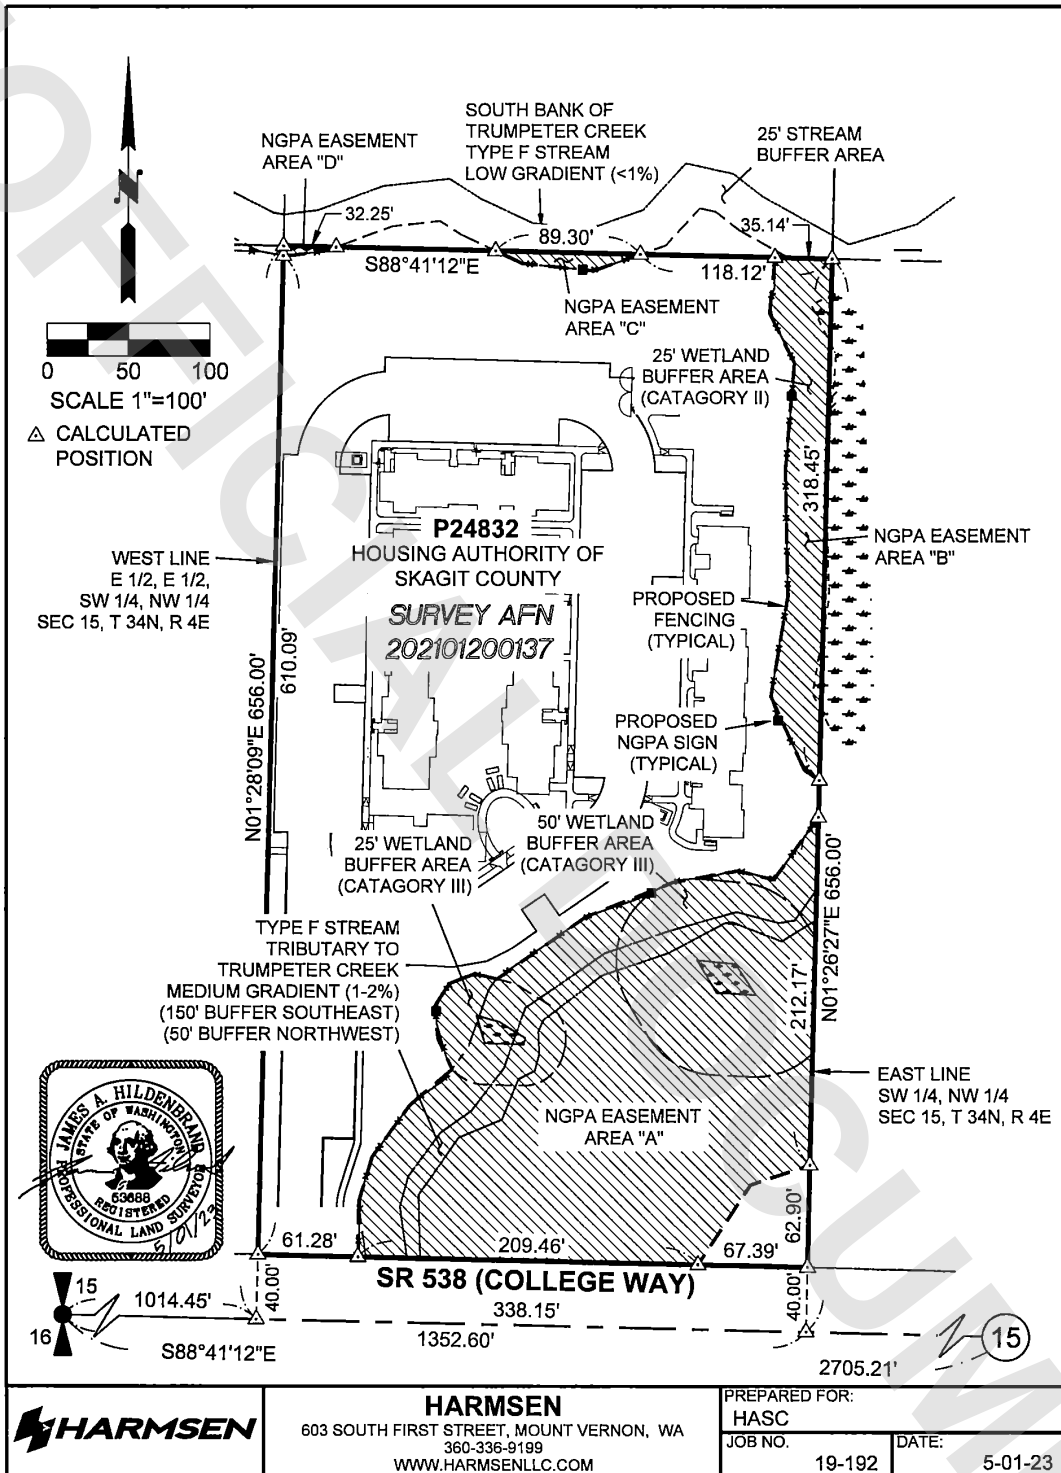 SOUTH BANK OF
TRUMPETER CREEK
TYPE F STREAM
LOW GRADIENT (<1%)
NGPA EASEMENT
AREA "D"
25' STREAM
BUFFER AREA
32.25'
89.30'
35.14'
S88°41'12"E
118.12'
NGPA EASEMENT
AREA "C"
0 50 100
SCALE 1"=100'
CALCULATED
POSITION
25' WETLAND
BUFFER AREA
(CATAGORY II)
318.45'
P24832
HOUSING AUTHORITY OF
SKAGIT COUNTY
SURVEY AFN
202101200137
NGPA EASEMENT
AREA "B"
WEST LINE
E 1/2, E 1/2,
SW 1/4, NW 1/4
SEC 15, T 34N, R 4E
PROPOSED
FENCING
(TYPICAL)
N01°28'09"E 656.00'
610.09'
PROPOSED
NGPA SIGN
(TYPICAL)
25' WETLAND
BUFFER AREA
(CATAGORY III)
50' WETLAND
BUFFER AREA
(CATAGORY III)
N01°26'27"E 656.00'
212.17'
TYPE F STREAM
TRIBUTARY TO
TRUMPETER CREEK
MEDIUM GRADIENT (1-2%)
(150' BUFFER SOUTHEAST)
(50' BUFFER NORTHWEST)
EAST LINE
SW 1/4, NW 1/4
SEC 15, T 34N, R 4E
NGPA EASEMENT
AREA "A"
JAMES A. HILDENBRAND
STATE OF WASHINGTON
53688
REGISTERED
PROFESSIONAL LAND SURVEYOR
5/01/23
62.90'
61.28'
209.46'
67.39'
SR 538 (COLLEGE WAY)
40.00'
40.00'
15
16
1014.45'
338.15'
1352.60'
S88°41'12"E
15
2705.21'
HARMSEN
HARMSEN
603 SOUTH FIRST STREET, MOUNT VERNON, WA
360-336-9199
WWW.HARMSENLLC.COM
PREPARED FOR:
HASC
JOB NO.
19-192
DATE:
5-01-23
OFFICIAL DOCUM